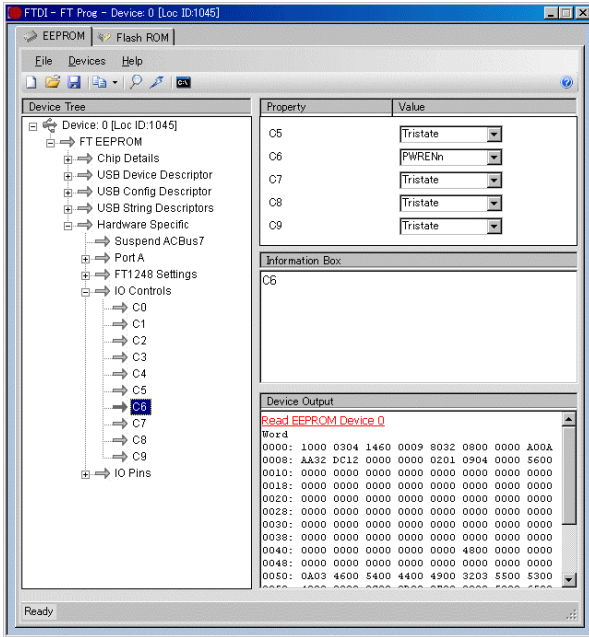 FTDI - FT Prog - Device: 0 [Loc ID:1045]
EEPROM
Flash ROM
File Devices Help
Device Tree
Device: 0 [Loc ID:1045]
FT EEPROM
Chip Details
USB Device Descriptor
USB Config Descriptor
USB String Descriptors
Hardware Specific
Suspend ACBus7
Port A
FT1248 Settings
IO Controls
C0
C1
C2
C3
C4
C5
C6
C7
C8
C9
IO Pins
Property Value
C5 Tristate
C6 PWRENn
C7 Tristate
C8 Tristate
C9 Tristate
Information Box
C6
Device Output
Read EEPROM Device 0
Word
0000: 1000 0304 1460 0009 8032 0800 0000 A00A
0008: AA32 DC12 0000 0000 0201 0904 0000 5600
0010: 0000 0000 0000 0000 0000 0000 0000 0000
0018: 0000 0000 0000 0000 0000 0000 0000 0000
0020: 0000 0000 0000 0000 0000 0000 0000 0000
0028: 0000 0000 0000 0000 0000 0000 0000 0000
0030: 0000 0000 0000 0000 0000 0000 0000 0000
0038: 0000 0000 0000 0000 0000 0000 0000 0000
0040: 0000 0000 0000 0000 0000 4800 0000 0000
0048: 0000 0000 0000 0000 0000 0000 0000 0000
0050: 0A03 4600 5400 4400 4900 3203 5500 5300
Ready